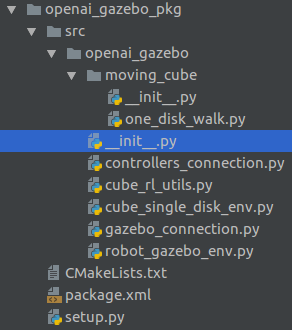 openai_gazebo_pkg
src
openai_gazebo
moving_cube
__init__.py
one_disk_walk.py
__init__.py
controllers_connection.py
cube_rl_utils.py
cube_single_disk_env.py
gazebo_connection.py
robot_gazebo_env.py
CMakeLists.txt
package.xml
setup.py